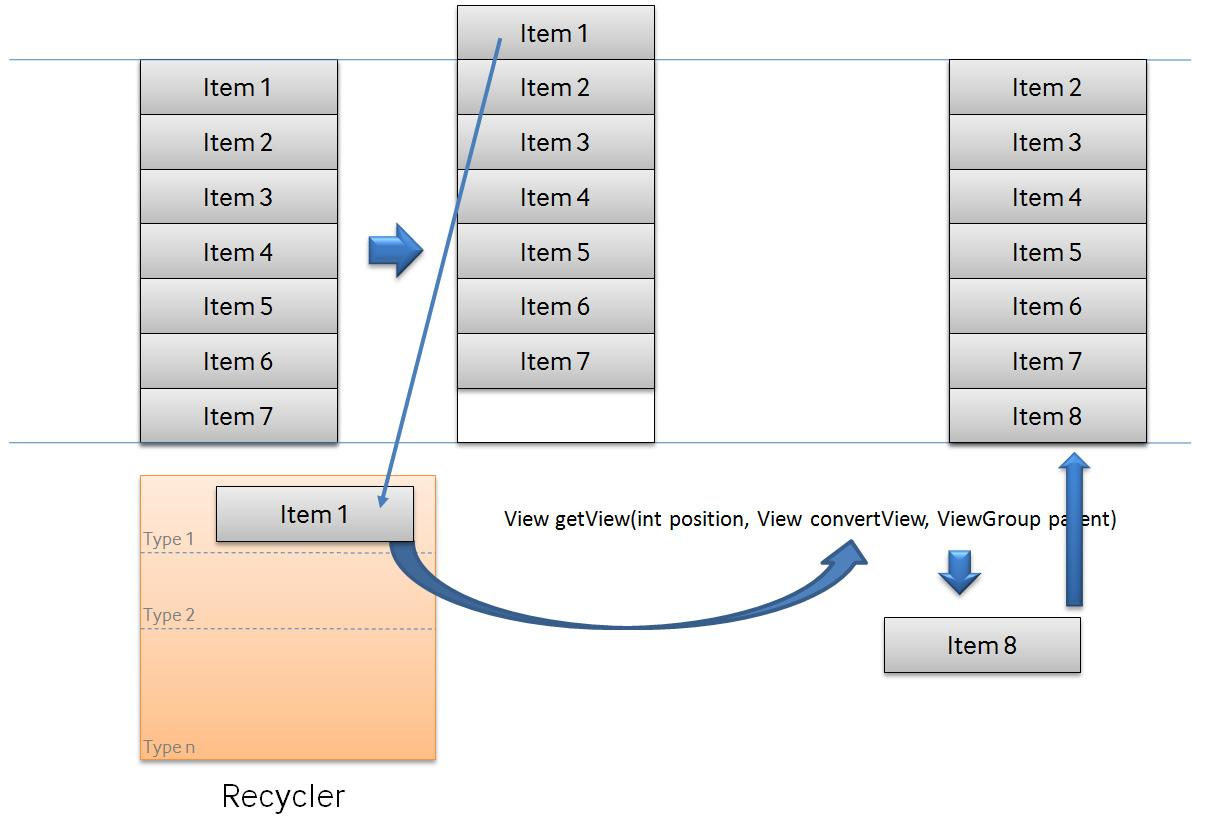 Item 1
Item 2
Item 3
Item 4
Item 5
Item 6
Item 7
Item 1
Item 2
Item 3
Item 4
Item 5
Item 6
Item 7
Item 2
Item 3
Item 4
Item 5
Item 6
Item 7
Item 8
Item 1
Type 1
Type 2
Type n
Recycler
View getView(int position, View convertView, ViewGroup parent)
Item 8